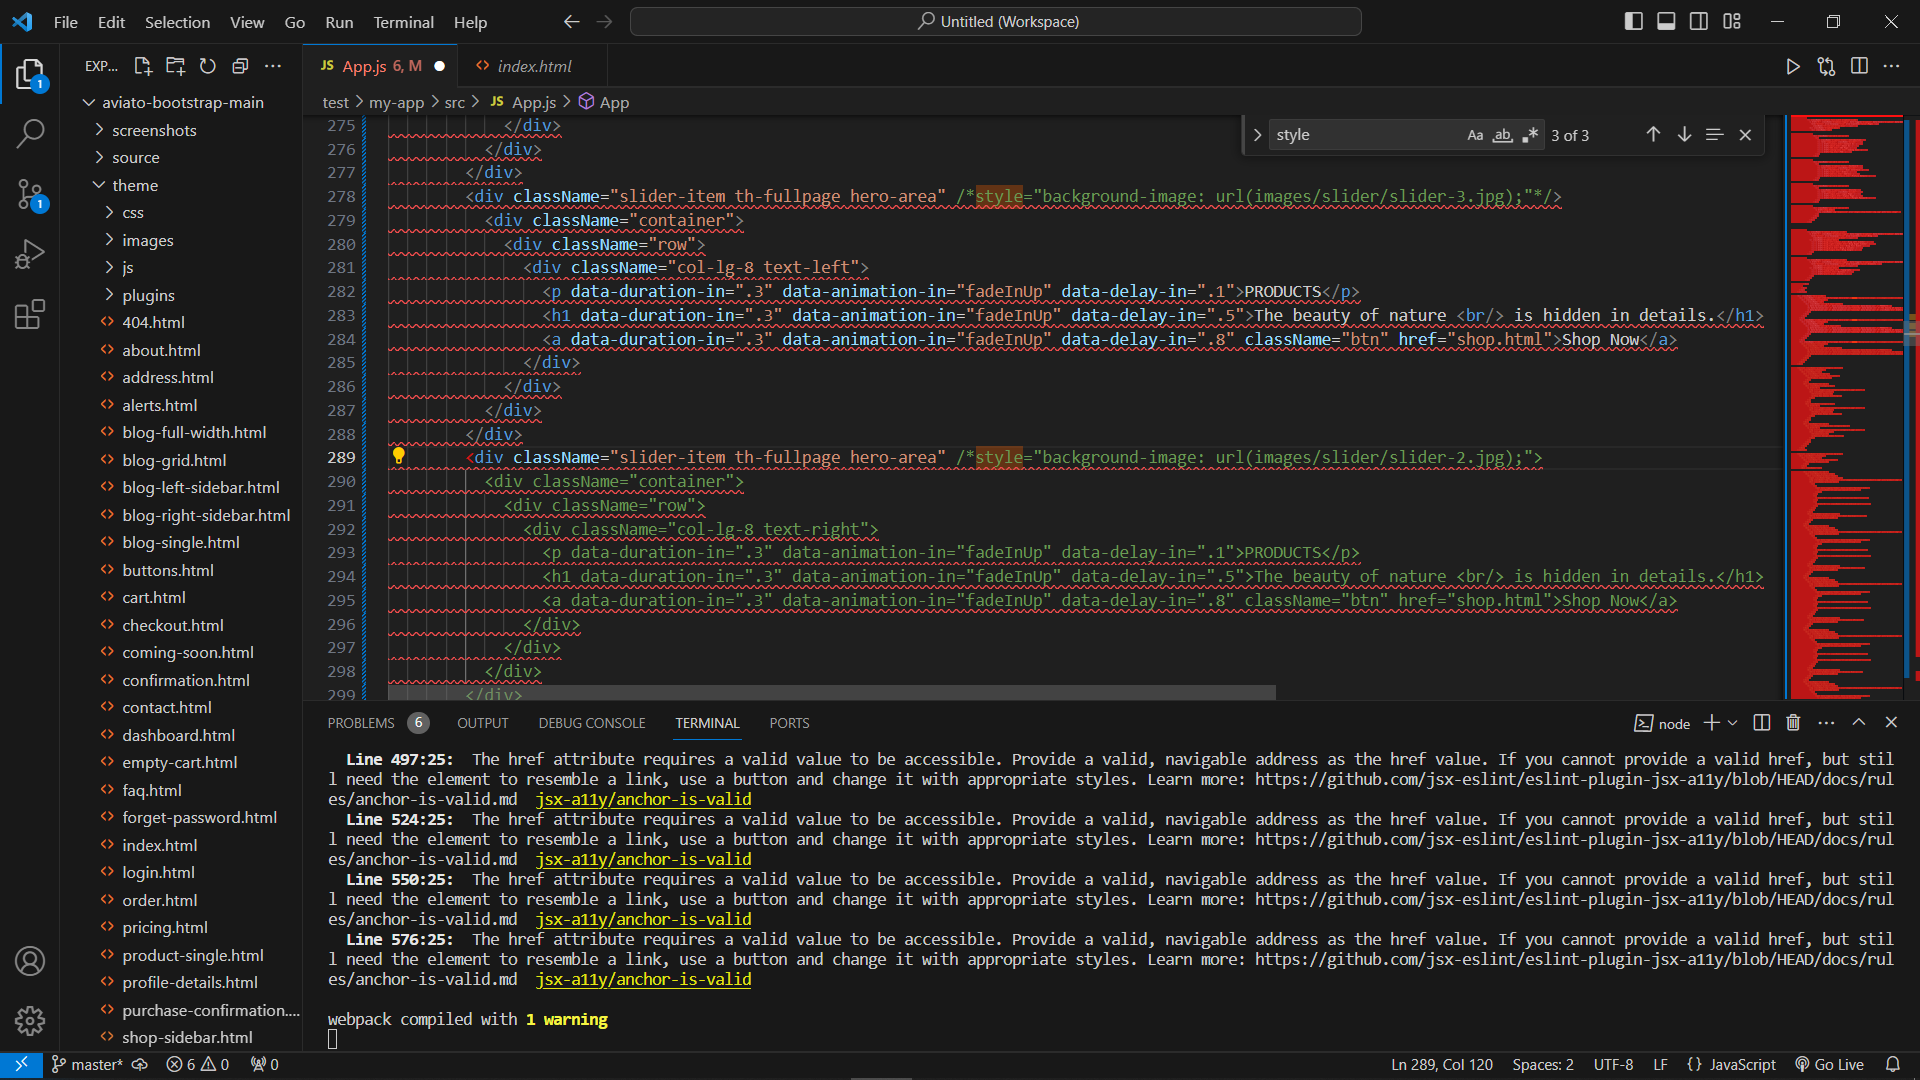 File Edit Selection View Go Run Terminal Help
Untitled (Workspace)
EXP...
App.js 6, M
index.html
JS
test > my-app > src > JS App.js > App
1
1
aviato-bootstrap-main
screenshots
source
theme
css
images
js
plugins
404.html
about.html
address.html
alerts.html
blog-full-width.html
blog-grid.html
blog-left-sidebar.html
blog-right-sidebar.html
blog-single.html
buttons.html
cart.html
checkout.html
coming-soon.html
confirmation.html
contact.html
dashboard.html
empty-cart.html
faq.html
forget-password.html
index.html
login.html
order.html
pricing.html
product-single.html
profile-details.html
purchase-confirmation....
shop-sidebar.html
style
Aa ab .*
3 of 3
275 </div>
276 </div>
277 </div>
278 <div className="slider-item th-fullpage hero-area" /*style="background-image: url(images/slider/slider-3.jpg);"*/>
279 <div className="container">
280 <div className="row">
281 <div className="col-lg-8 text-left">
282 <p data-duration-in=".3" data-animation-in="fadeInUp" data-delay-in=".1">PRODUCTS</p>
283 <h1 data-duration-in=".3" data-animation-in="fadeInUp" data-delay-in=".5">The beauty of nature <br/> is hidden in details.</h1>
284 <a data-duration-in=".3" data-animation-in="fadeInUp" data-delay-in=".8" className="btn" href="shop.html">Shop Now</a>
285 </div>
286 </div>
287 </div>
288 </div>
289 <div className="slider-item th-fullpage hero-area" /*style="background-image: url(images/slider/slider-2.jpg);">
290 <div className="container">
291 <div className="row">
292 <div className="col-lg-8 text-right">
293 <p data-duration-in=".3" data-animation-in="fadeInUp" data-delay-in=".1">PRODUCTS</p>
294 <h1 data-duration-in=".3" data-animation-in="fadeInUp" data-delay-in=".5">The beauty of nature <br/> is hidden in details.</h1>
295 <a data-duration-in=".3" data-animation-in="fadeInUp" data-delay-in=".8" className="btn" href="shop.html">Shop Now</a>
296 </div>
297 </div>
298 </div>
299 </div>
PROBLEMS 6 OUTPUT DEBUG CONSOLE TERMINAL PORTS
node
Line 497:25: The href attribute requires a valid value to be accessible. Provide a valid, navigable address as the href value. If you cannot provide a valid href, but stil
l need the element to resemble a link, use a button and change it with appropriate styles. Learn more: https://github.com/jsx-eslint/eslint-plugin-jsx-a11y/blob/HEAD/docs/rul
es/anchor-is-valid.md jsx-a11y/anchor-is-valid
Line 524:25: The href attribute requires a valid value to be accessible. Provide a valid, navigable address as the href value. If you cannot provide a valid href, but stil
l need the element to resemble a link, use a button and change it with appropriate styles. Learn more: https://github.com/jsx-eslint/eslint-plugin-jsx-a11y/blob/HEAD/docs/rul
es/anchor-is-valid.md jsx-a11y/anchor-is-valid
Line 550:25: The href attribute requires a valid value to be accessible. Provide a valid, navigable address as the href value. If you cannot provide a valid href, but stil
l need the element to resemble a link, use a button and change it with appropriate styles. Learn more: https://github.com/jsx-eslint/eslint-plugin-jsx-a11y/blob/HEAD/docs/rul
es/anchor-is-valid.md jsx-a11y/anchor-is-valid
Line 576:25: The href attribute requires a valid value to be accessible. Provide a valid, navigable address as the href value. If you cannot provide a valid href, but stil
l need the element to resemble a link, use a button and change it with appropriate styles. Learn more: https://github.com/jsx-eslint/eslint-plugin-jsx-a11y/blob/HEAD/docs/rul
es/anchor-is-valid.md jsx-a11y/anchor-is-valid
webpack compiled with 1 warning
master* 6 0 0
Ln 289, Col 120 Spaces: 2 UTF-8 LF {} JavaScript Go Live